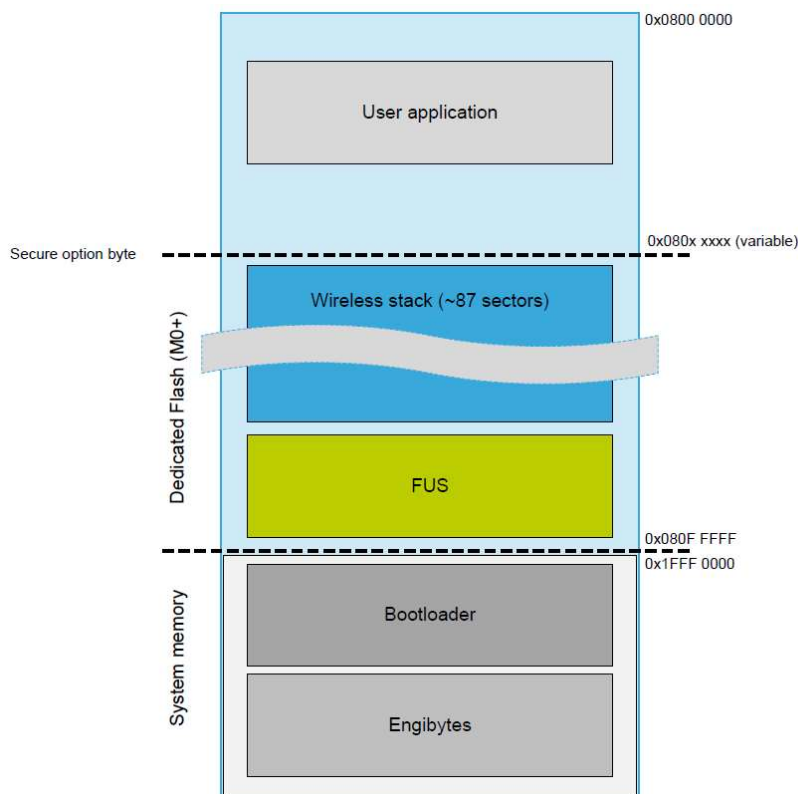 0x0800 0000
User application
0x080x xxxx (variable)
Secure option byte
Wireless stack (~87 sectors)
Dedicated Flash (M0+)
FUS
0x080F FFFF
0x1FFF 0000
Bootloader
System memory
Engibytes